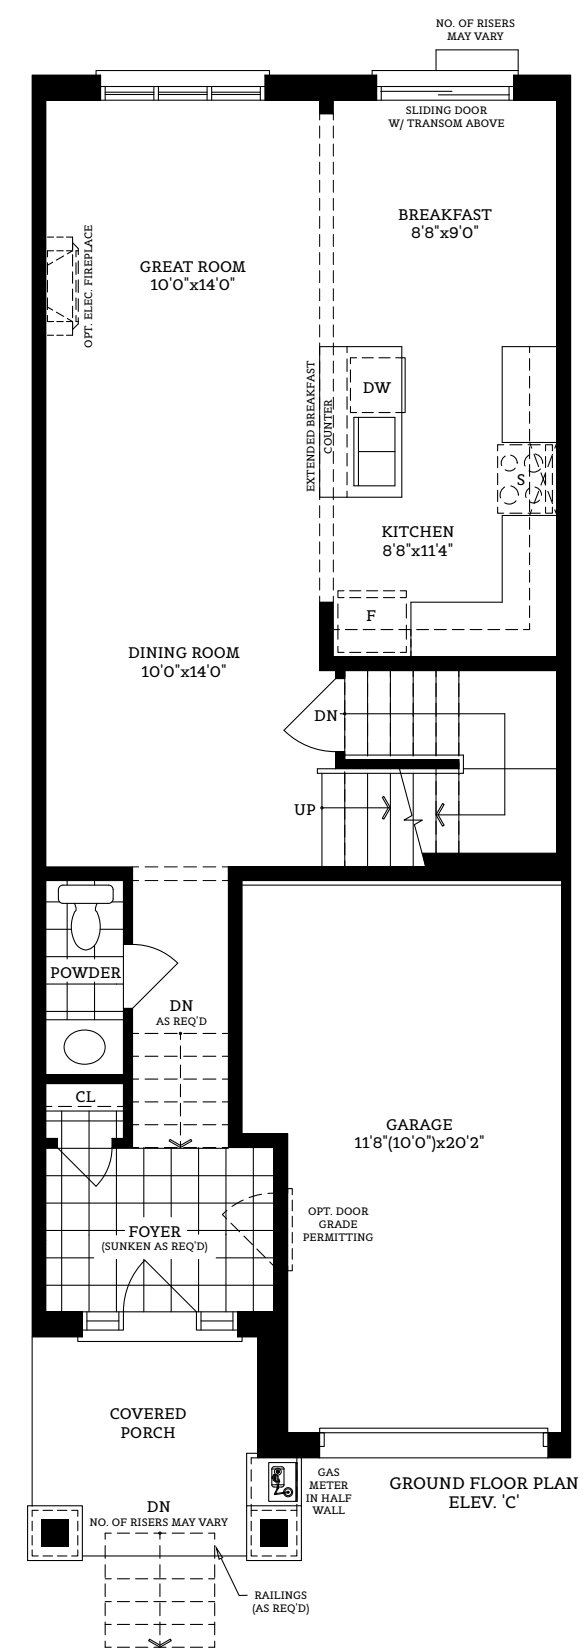 NO. OF RISERS
MAY VARY
SLIDING DOOR
W/ TRANSOM ABOVE
BREAKFAST
8'8"x9'0"
GREAT ROOM
10'0"x14'0"
OPT. ELEC. FIREPLACE
DW
EXTENDED BREAKFAST
COUNTER
S
KITCHEN
8'8"x11'4"
F
DINING ROOM
10'0"x14'0"
DN
UP
POWDER
DN
AS REQ'D
CL
GARAGE
11'8"(10'0")x20'2"
OPT. DOOR
GRADE
PERMITTING
FOYER
(SUNKEN AS REQ'D)
COVERED
PORCH
GAS
METER
IN HALF
WALL
GROUND FLOOR PLAN
ELEV. 'C'
DN
NO. OF RISERS MAY VARY
RAILINGS
(AS REQ'D)